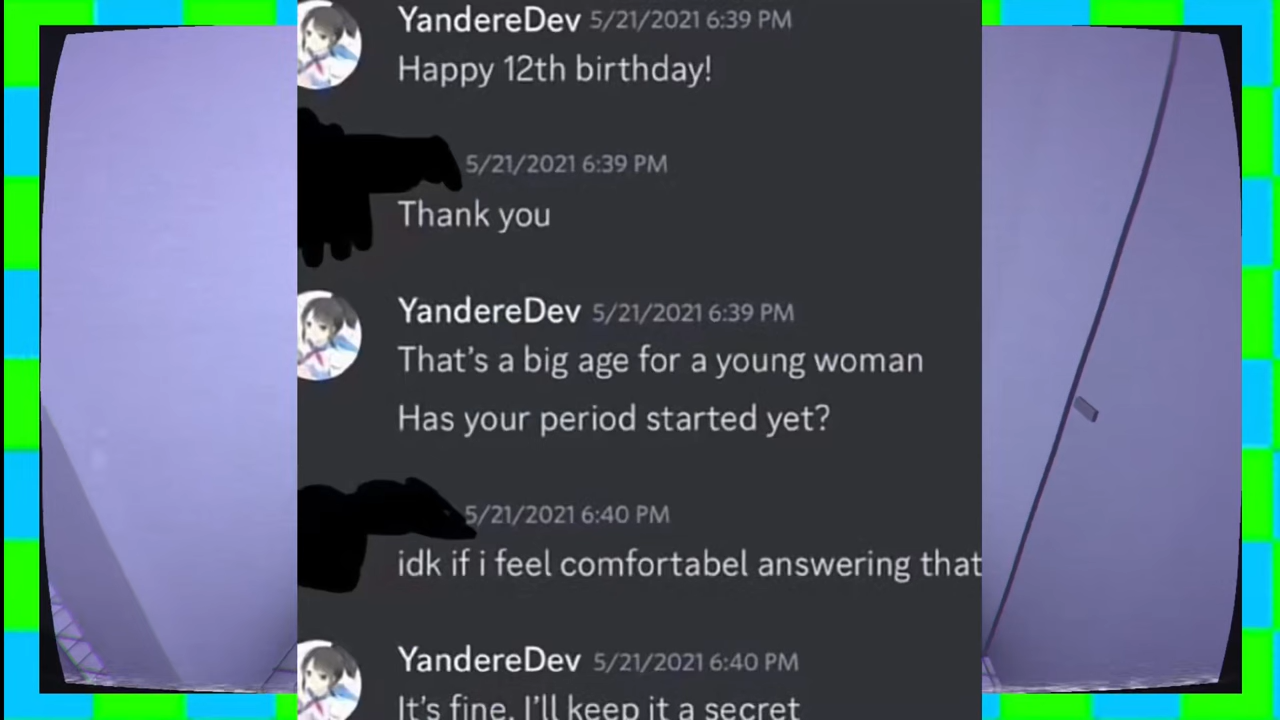 YandereDev 5/21/2021 6:39 PM
Happy 12th birthday!
5/21/2021 6:39 PM
Thank you
YandereDev 5/21/2021 6:39 PM
That's a big age for a young woman
Has your period started yet?
5/21/2021 6:40 PM
idk if i feel comfortabel answering that
YandereDev 5/21/2021 6:40 PM
It's fine, I'll keep it a secret